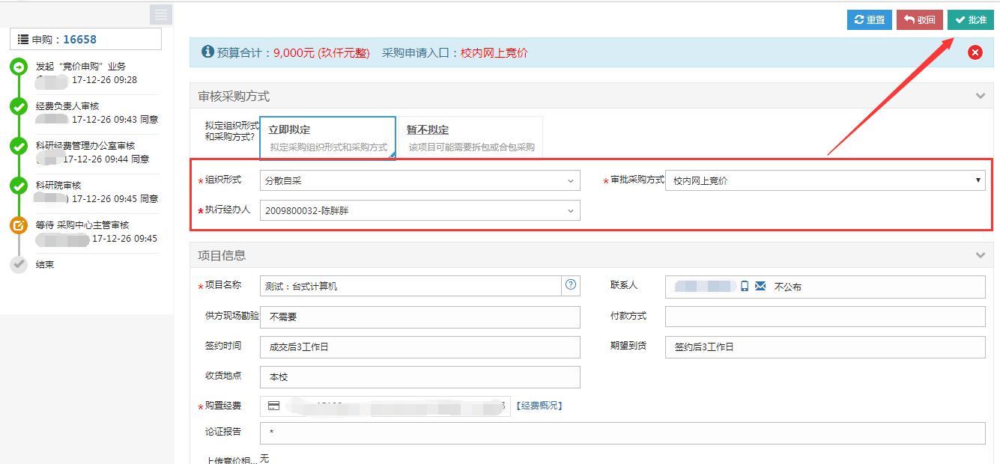 重置
驳回
批准
申购：16658
预算合计：9,000元 (玖仟元整) 采购申请入口：校内网上竞价
发起“竞价申购”业务
17-12-26 09:28
经费负责人审核
17-12-26 09:43 同意
科研经费管理办公室审核
17-12-26 09:44 同意
科研院审核
17-12-26 09:45 同意
等待 采购中心主管审核
17-12-26 09:45
结束
审核采购方式
拟定组织形式
和采购方式?
立即拟定
拟定采购组织形式和采购方式
暂不拟定
该项目可能需要拆包或合包采购
*组织形式 分散自采
*审批采购方式 校内网上竞价
*执行经办人 2009800032-陈胖胖
项目信息
*项目名称 测试：台式计算机
联系人 不公布
供方现场勘验 不需要
付款方式
签约时间 成交后3工作日
期望到货 签约后3工作日
收货地点 本校
*购置经费 【经费概况】
论证报告 *
上传竞价相... 无